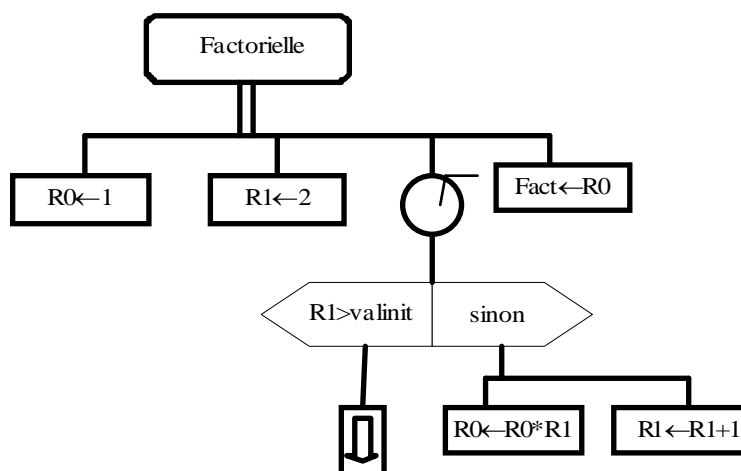 Factorielle
R0←1
R1←2
Fact←R0
R1>valinit
sinon
R0←R0*R1
R1←R1+1